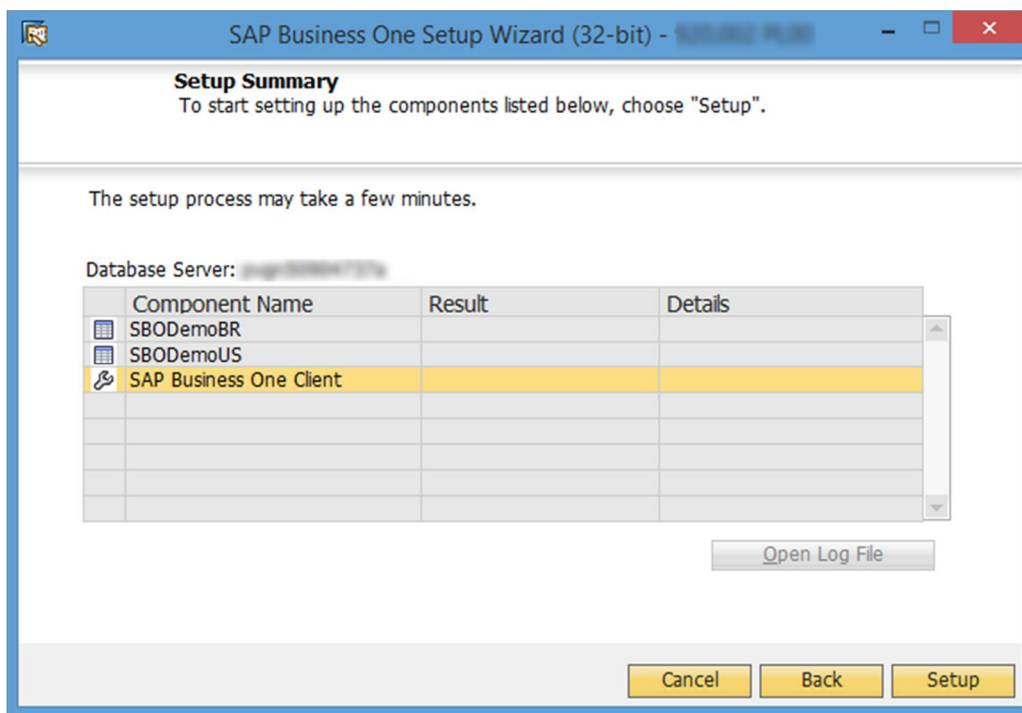 SAP Business One Setup Wizard (32-bit) -
Setup Summary
To start setting up the components listed below, choose "Setup".
The setup process may take a few minutes.
Database Server:
Component Name Result Details
SBODemoBR
SBODemoUS
SAP Business One Client
Open Log File
Cancel Back Setup